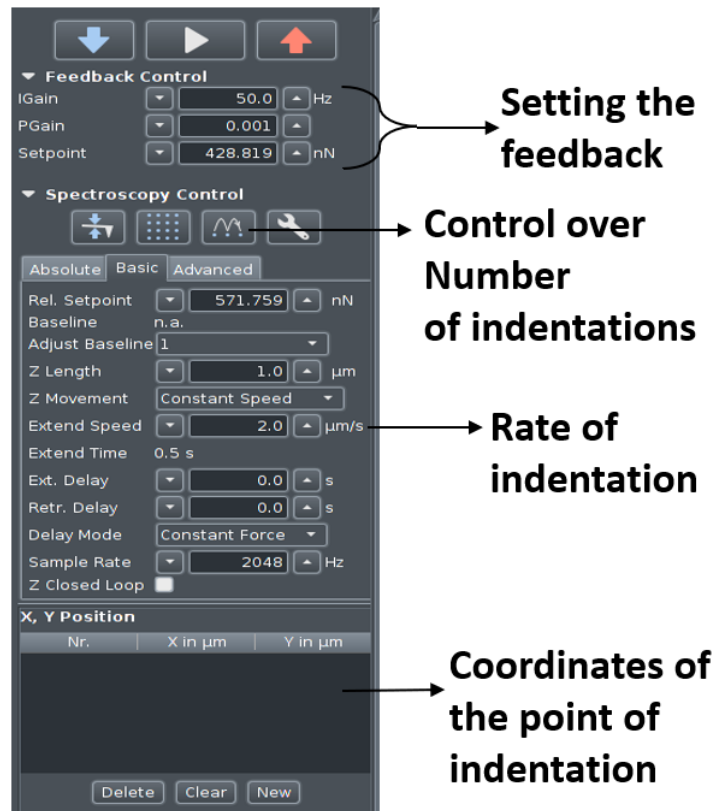 Feedback Control
IGain 50.0 Hz
PGain 0.001
Setpoint 428.819 nN
Setting the
feedback
Spectroscopy Control
Control over
Number
of indentations
Absolute Basic Advanced
Rel. Setpoint 571.759 nN
Baseline n.a.
Adjust Baseline 1
Z Length 1.0 μm
Z Movement Constant Speed
Extend Speed 2.0 μm/s
Rate of
indentation
Extend Time 0.5 s
Ext. Delay 0.0 s
Retr. Delay 0.0 s
Delay Mode Constant Force
Sample Rate 2048 Hz
Z Closed Loop
X, Y Position
Nr. X in μm Y in μm
Coordinates of
the point of
indentation
Delete Clear New